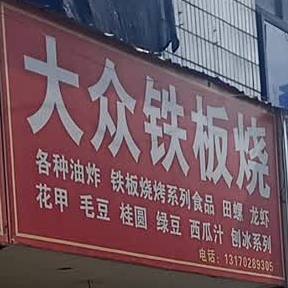 大众铁板烧
各种油炸 铁板烧烤系列食品 田螺 龙虾
花甲 毛豆 桂圆 绿豆 西瓜汁 刨冰系列
电话：13170289305